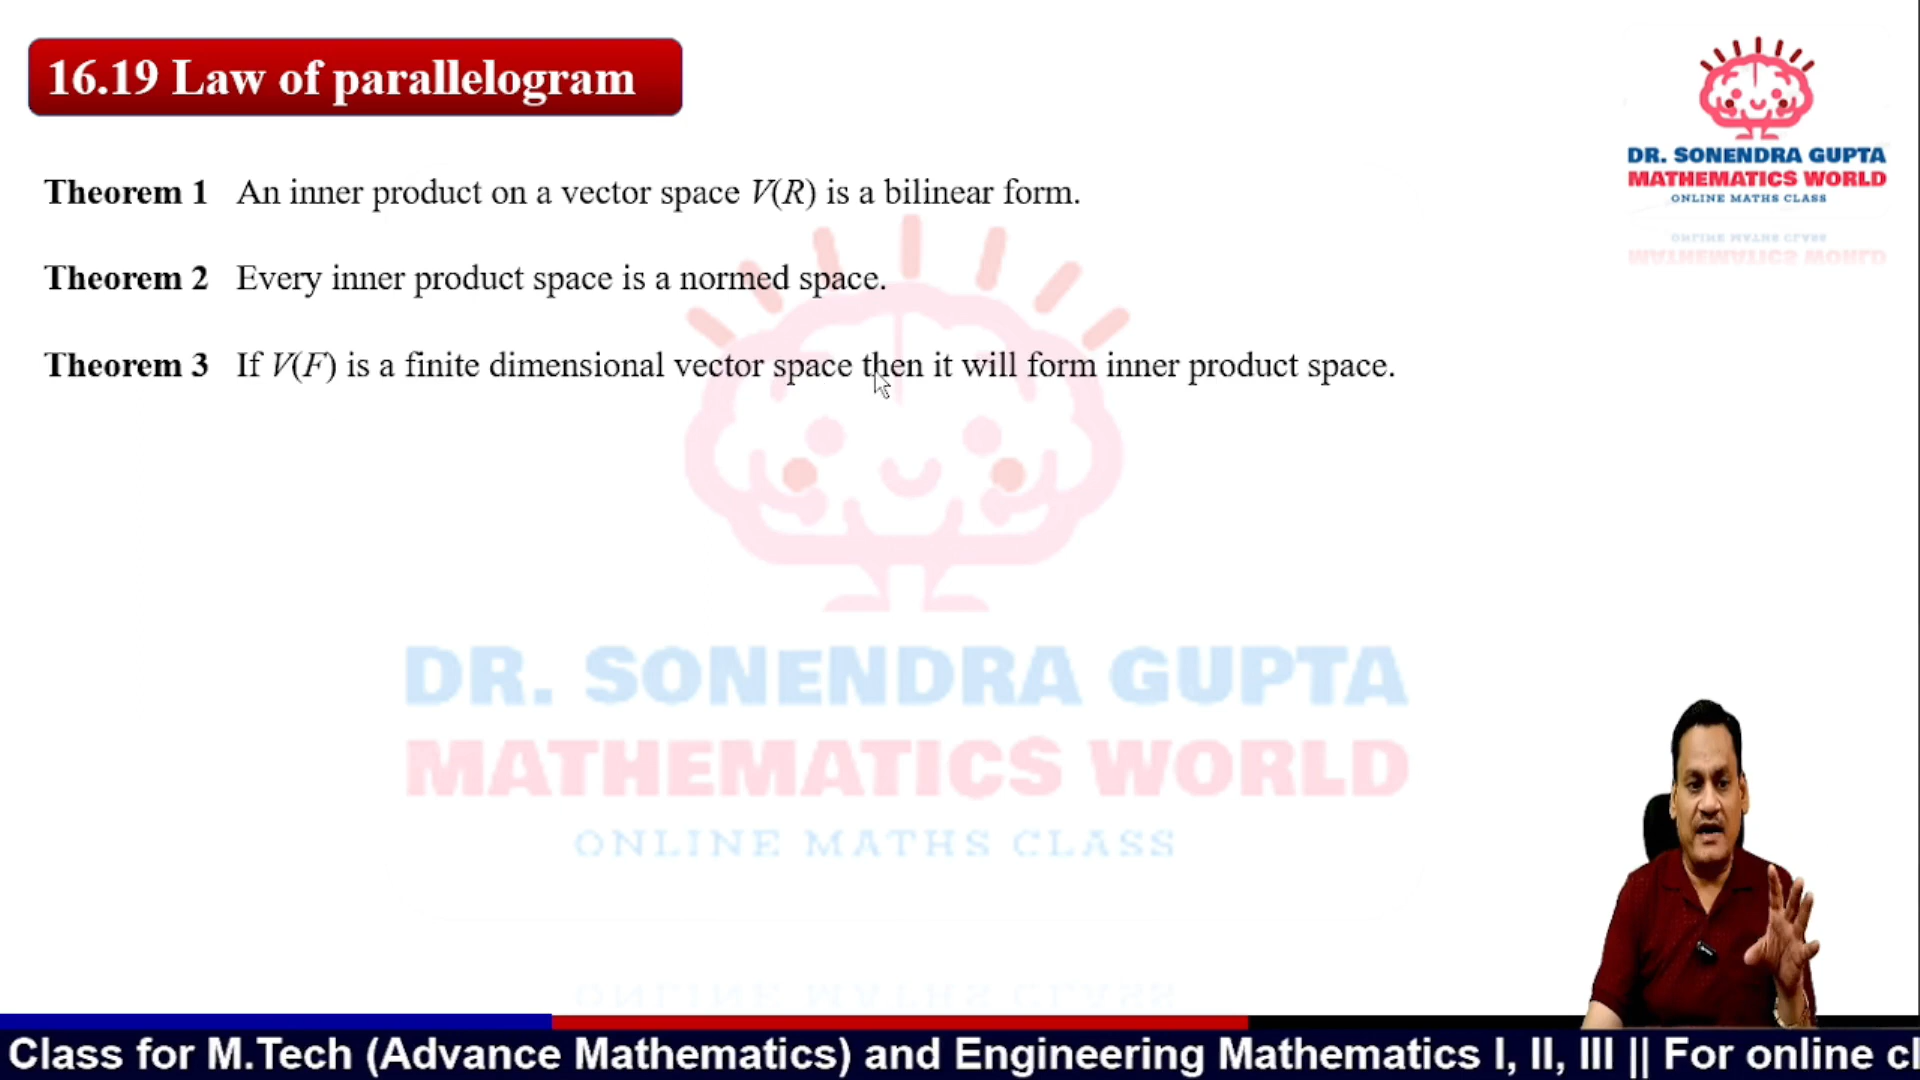 16.19 Law of parallelogram
DR. SONENDRA GUPTA
MATHEMATICS WORLD
ONLINE MATHS CLASS
Theorem 1 An inner product on a vector space V(R) is a bilinear form.
Theorem 2 Every inner product space is a normed space.
Theorem 3 If V(F) is a finite dimensional vector space then it will form inner product space.
DR. SONENDRA GUPTA
MATHEMATICS WORLD
ONLINE MATHS CLASS
Class for M.Tech (Advance Mathematics) and Engineering Mathematics I, II, III || For online cl